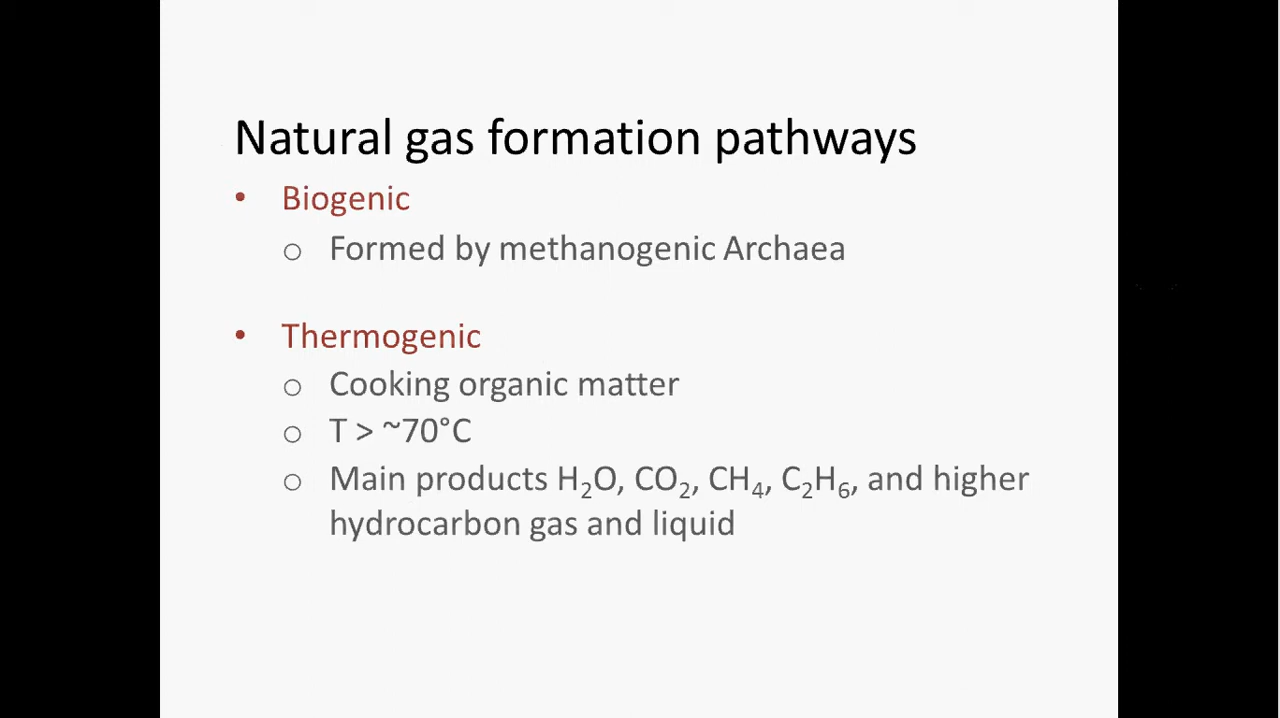 Natural gas formation pathways
• Biogenic
○ Formed by methanogenic Archaea
• Thermogenic
○ Cooking organic matter
○ T > ~70°C
○ Main products H₂O, CO₂, CH₄, C₂H₆, and higher
hydrocarbon gas and liquid